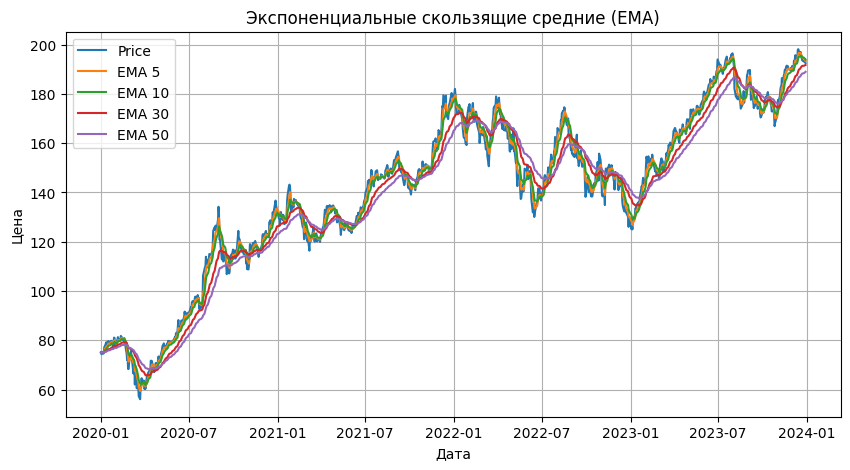 Экспоненциальные скользящие средние (EMA)
Price
EMA 5
EMA 10
EMA 30
EMA 50
200
180
160
140
120
100
80
60
Цена
2020-01 2020-07 2021-01 2021-07 2022-01 2022-07 2023-01 2023-07 2024-01
Дата